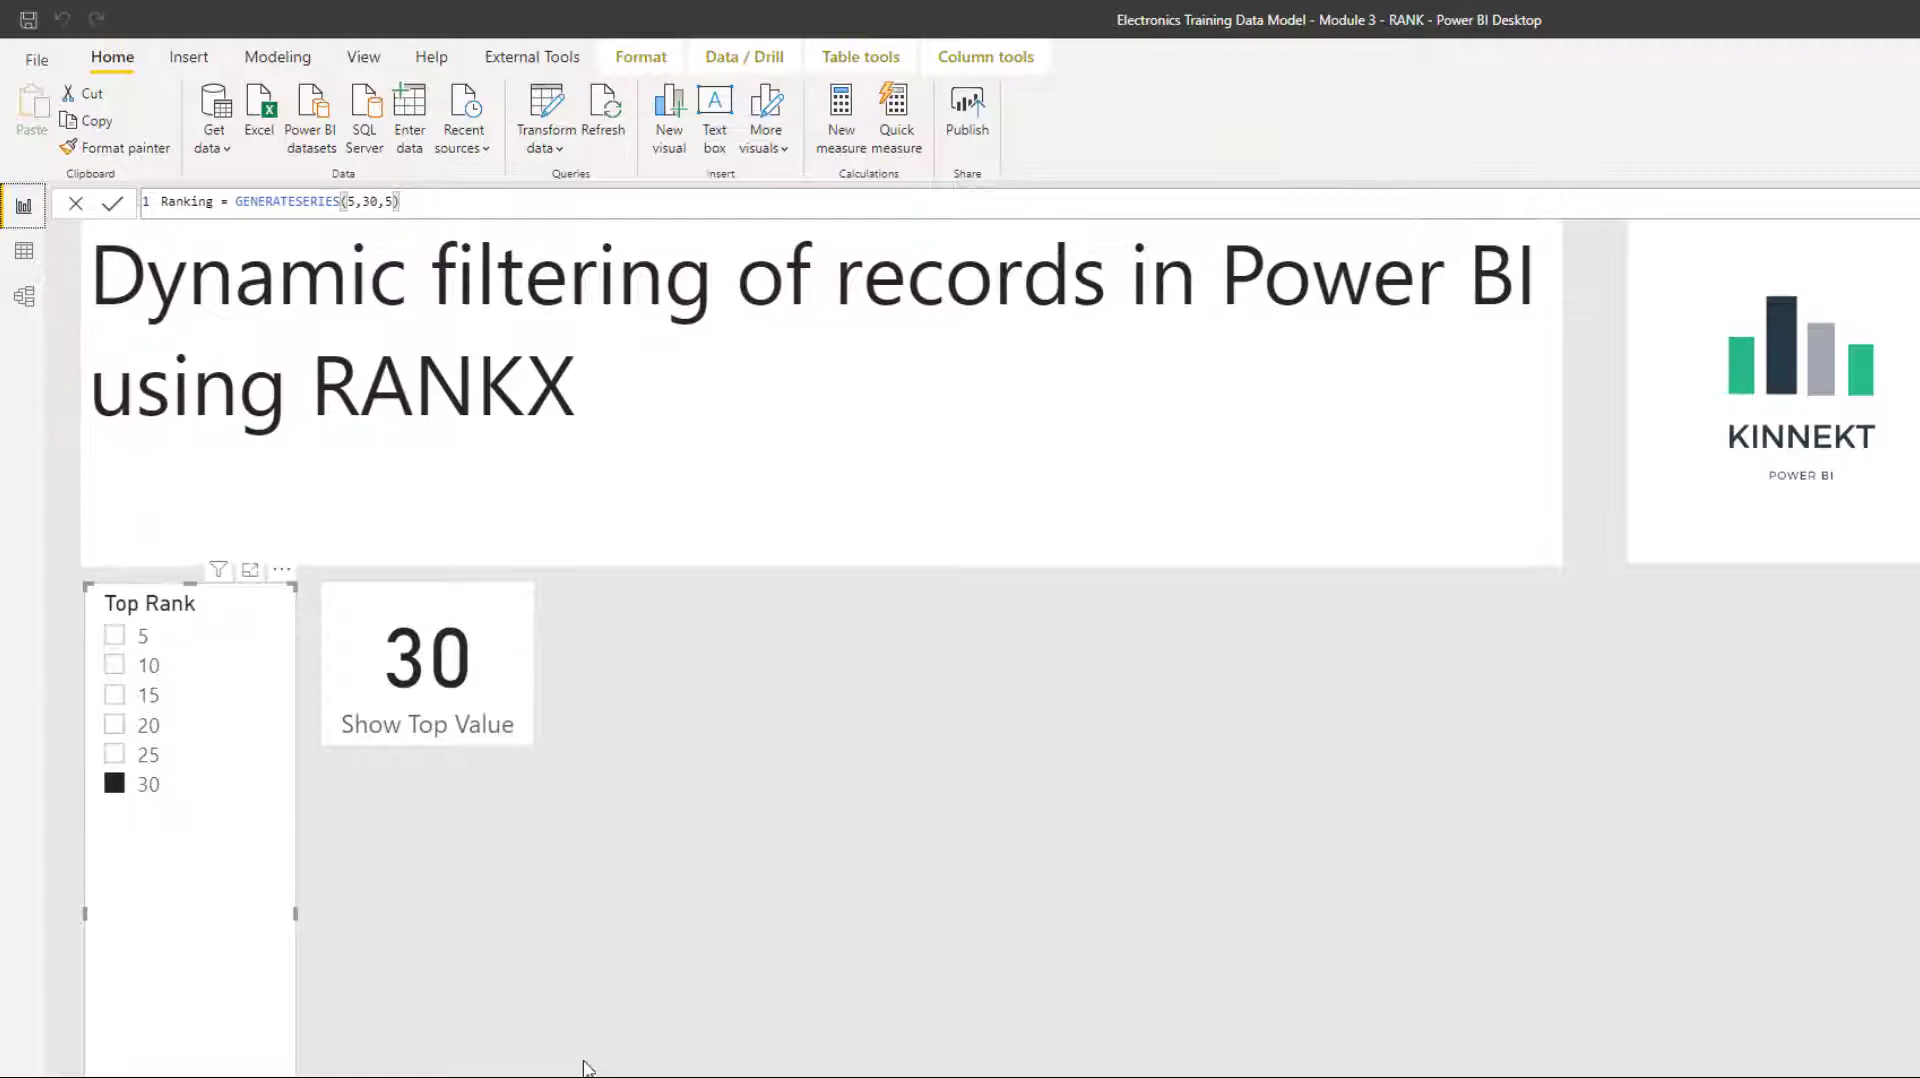 Electronics Training Data Model - Module 3 - RANK - Power BI Desktop
File Home Insert Modeling View Help External Tools Format Data / Drill Table tools Column tools
Paste
Cut
Copy
Format painter
Clipboard
Get data
Excel
Power BI datasets
SQL Server
Enter data
Recent sources
Data
Transform data
Refresh
Queries
New visual
Text box
More visuals
Insert
New measure
Quick measure
Calculations
Publish
Share
1 Ranking = GENERATESERIES(5,30,5)
Dynamic filtering of records in Power BI
using RANKX
KINNEKT
POWER BI
Top Rank
5
10
15
20
25
30
30
Show Top Value